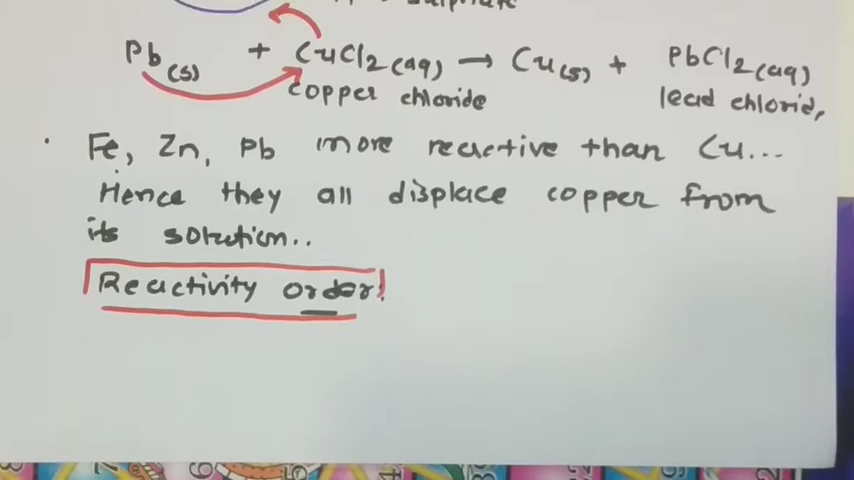 Pb(s) + CuCl2(aq) → Cu(s) + PbCl2(aq)
copper chloride lead chlorid,
Fe, Zn, Pb more reactive than Cu...
Hence they all displace copper from
its solution..
Reactivity order!